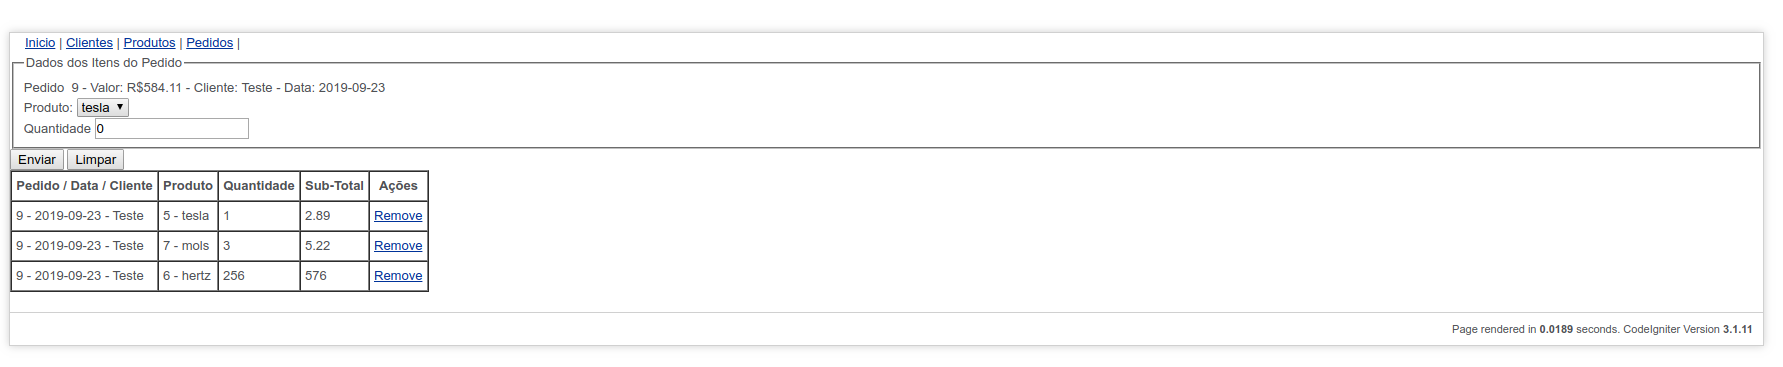 Inicio | Clientes | Produtos | Pedidos |
Dados dos Itens do Pedido
Pedido  9 - Valor: R$584.11 - Cliente: Teste - Data: 2019-09-23
Produto: tesla
Quantidade 0
Enviar Limpar
Pedido / Data / Cliente Produto Quantidade Sub-Total Ações
9 - 2019-09-23 - Teste 5 - tesla 1 2.89 Remove
9 - 2019-09-23 - Teste 7 - mols 3 5.22 Remove
9 - 2019-09-23 - Teste 6 - hertz 256 576 Remove
Page rendered in 0.0189 seconds. CodeIgniter Version 3.1.11